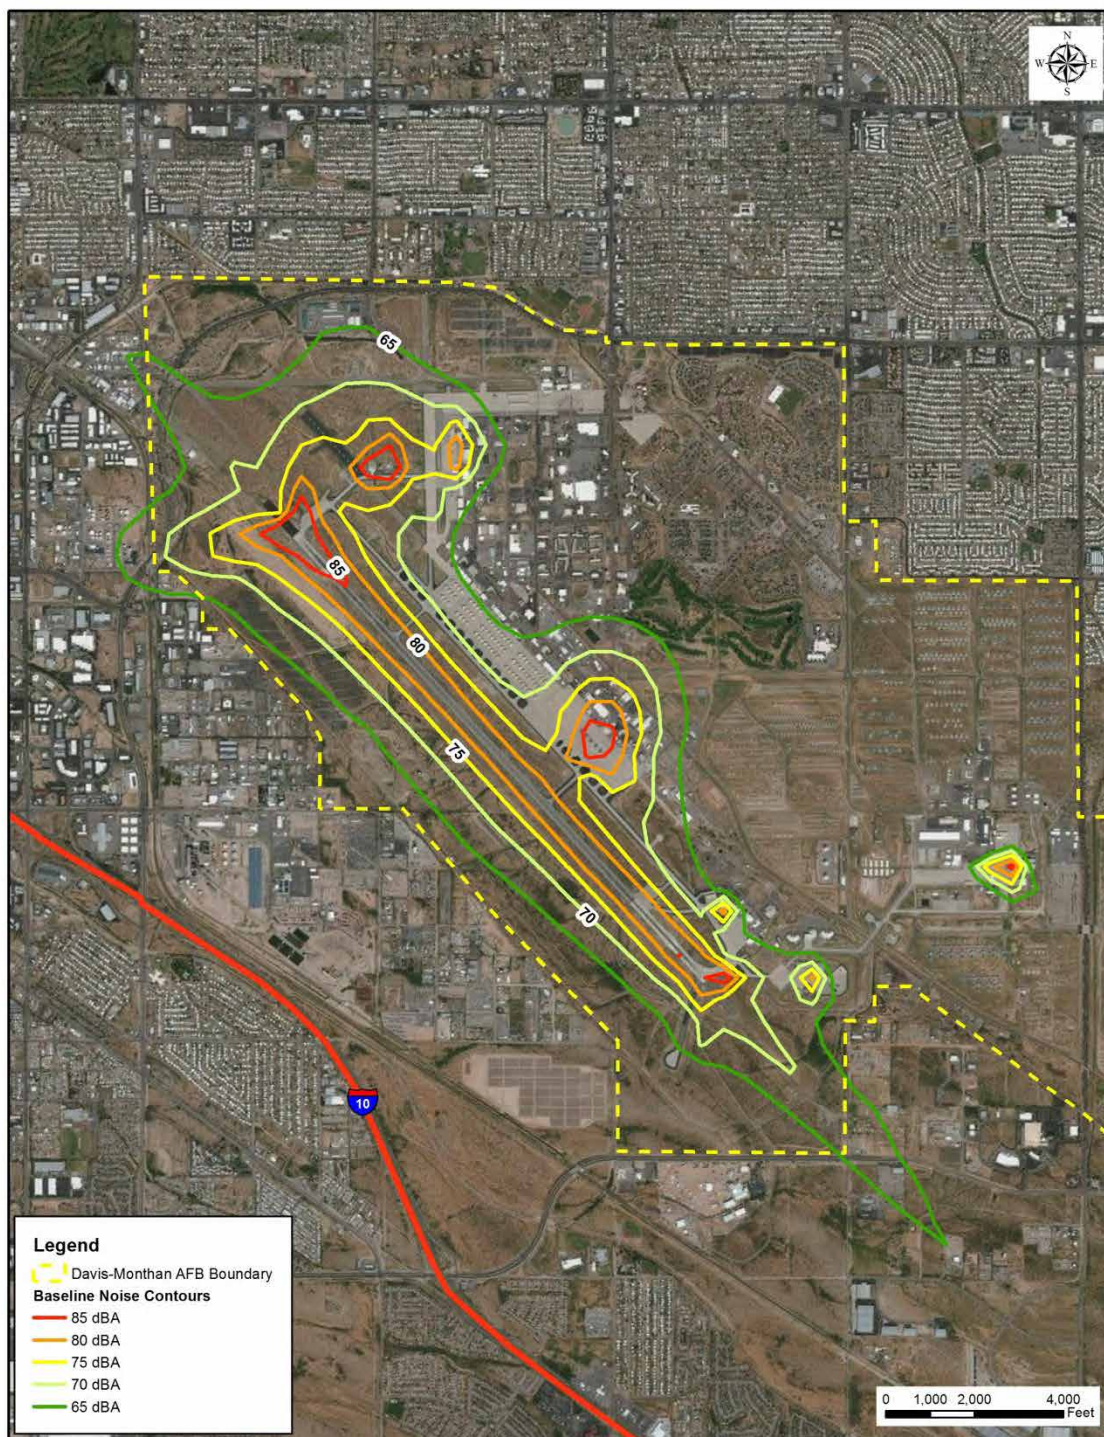 N
W E
S
65
85
80
75
70
10
Legend
Davis-Monthan AFB Boundary
Baseline Noise Contours
85 dBA
80 dBA
75 dBA
70 dBA
65 dBA
0 1,000 2,000 4,000
Feet